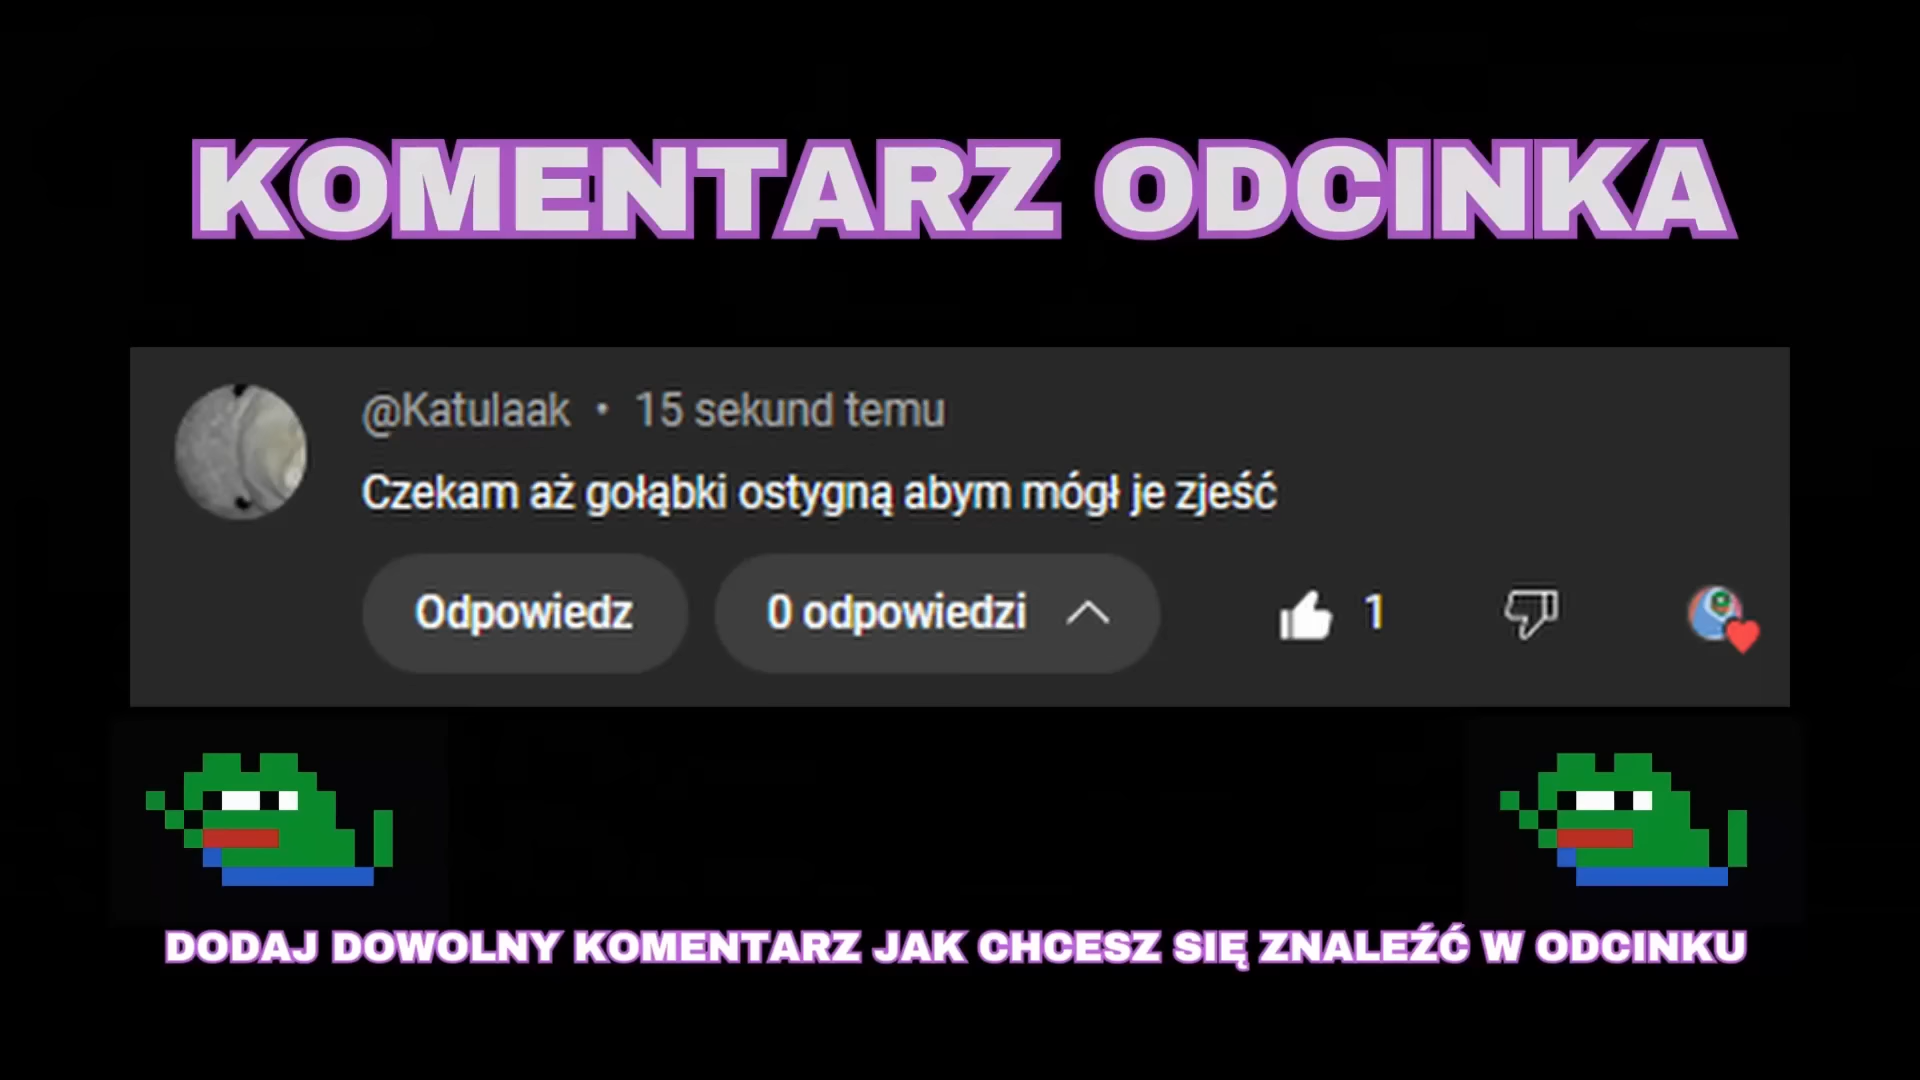 KOMENTARZ ODCINKA
@Katulaak • 15 sekund temu
Czekam aż gołąbki ostygną abym mógł je zjeść
Odpowiedz 0 odpowiedzi 1
DODAJ DOWOLNY KOMENTARZ JAK CHCESZ SIĘ ZNALEŹĆ W ODCINKU